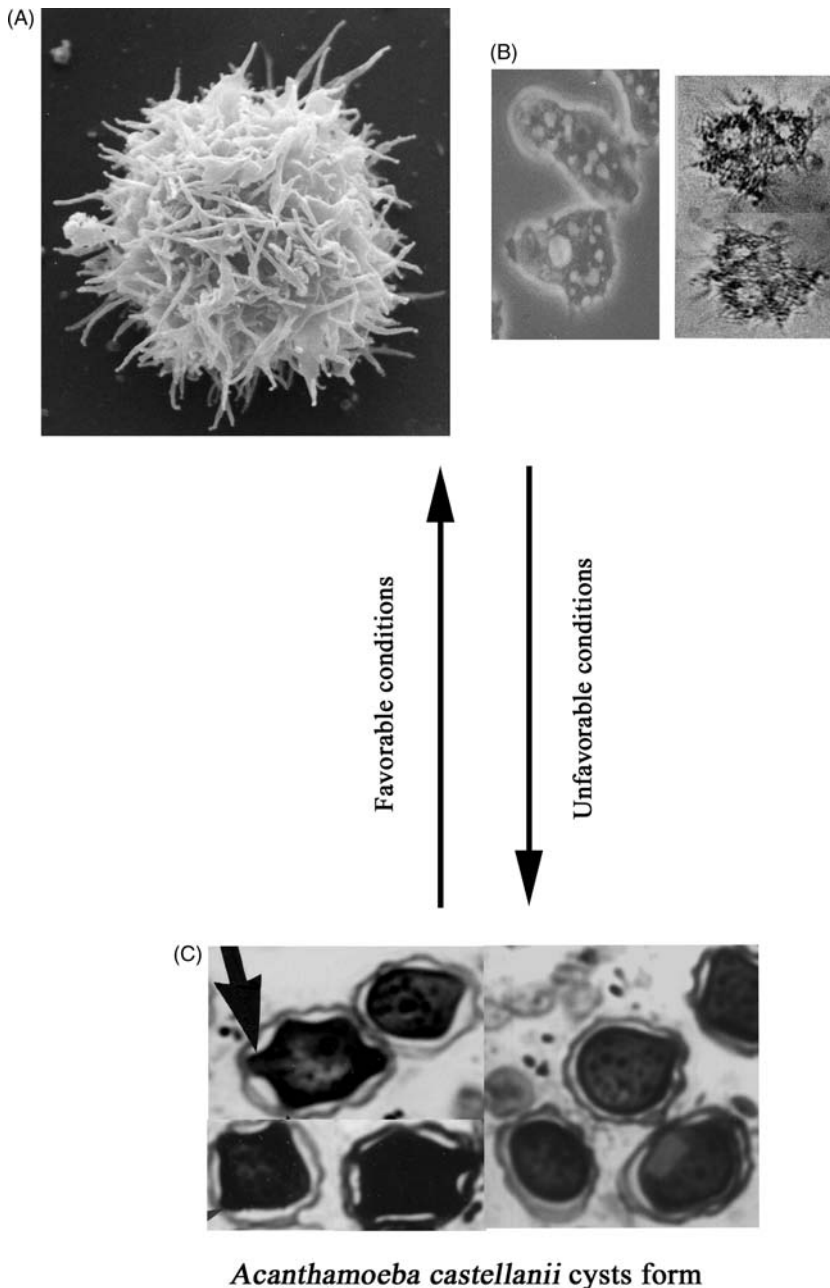 (A)
(B)
Favorable conditions
Unfavorable conditions
(C)
Acanthamoeba castellanii cysts form